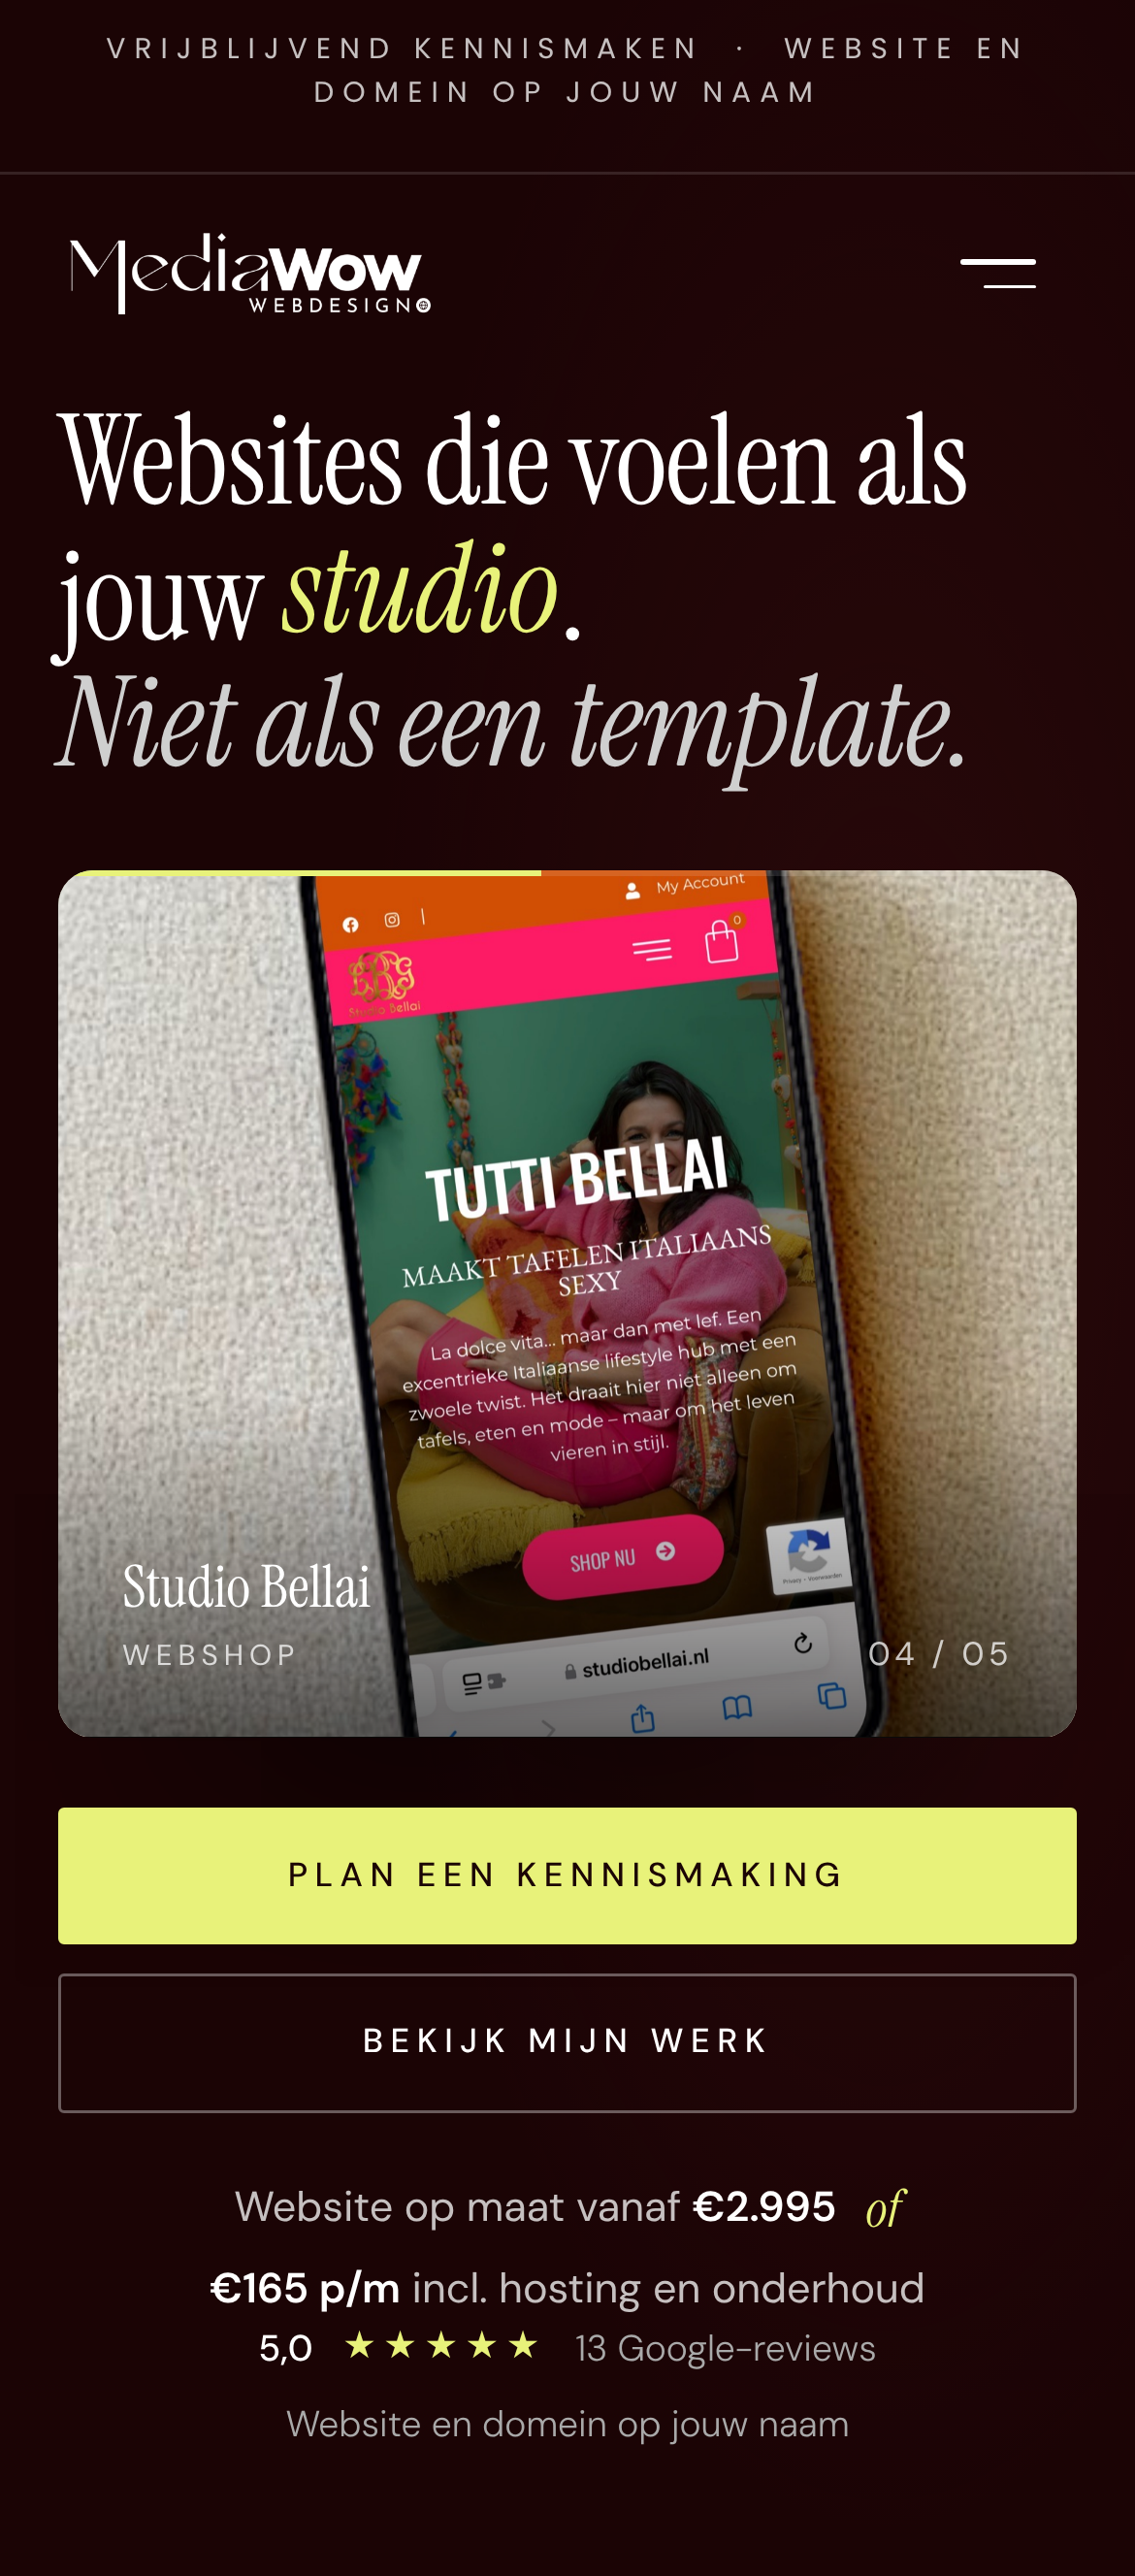 VRIJBLIJVEND KENNISMAKEN · WEBSITE EN
DOMEIN OP JOUW NAAM
MediaWow
WEBDESIGN
Websites die voelen als
jouw studio.
Niet als een template.
My Account
0
Studio Bellai
TUTTI BELLAI
MAAKT TAFELEN ITALIAANS
SEXY
La dolce vita... maar dan met lef. Een
excentrieke Italiaanse lifestyle hub met een
zwoele twist. Het draait hier niet alleen om
tafels, eten en mode – maar om het leven
vieren in stijl.
SHOP NU
Privacy - Voorwaarden
studiobellai.nl
Studio Bellai
WEBSHOP
04 / 05
PLAN EEN KENNISMAKING
BEKIJK MIJN WERK
Website op maat vanaf €2.995 of
€165 p/m incl. hosting en onderhoud
5,0 ★★★★★ 13 Google-reviews
Website en domein op jouw naam